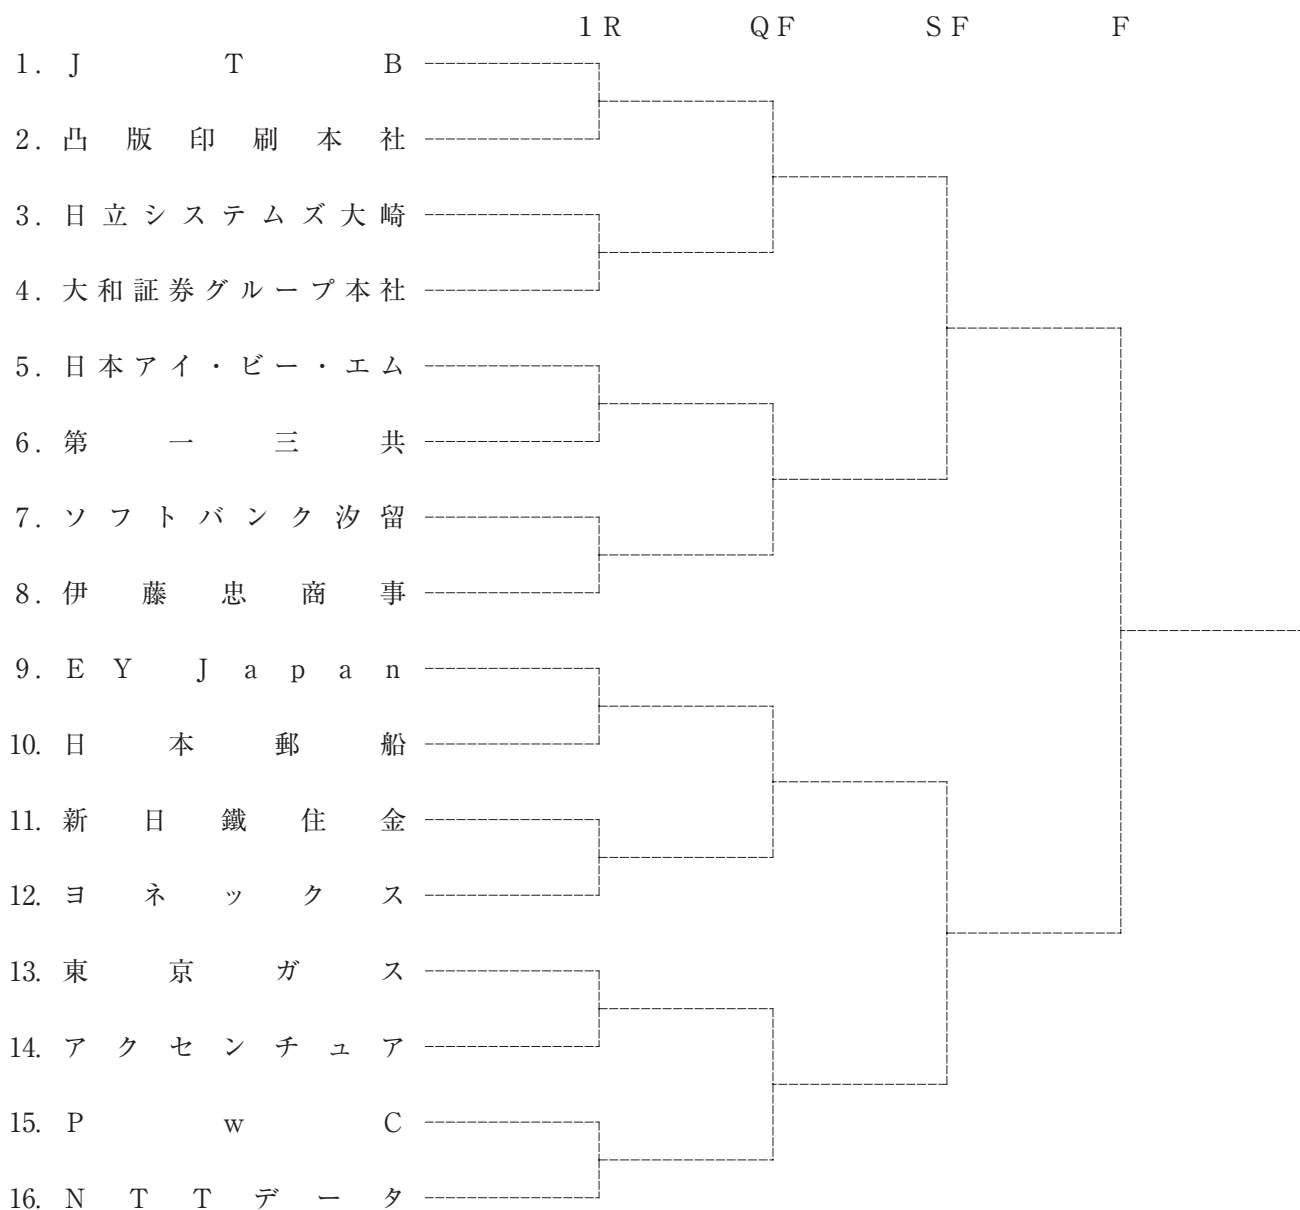 1R QF SF F
1. JTB
2. 凸版印刷本社
3. 日立システムズ大崎
4. 大和証券グループ本社
5. 日本アイ・ビー・エム
6. 第一三共
7. ソフトバンク汐留
8. 伊藤忠商事
9. EY Japan
10. 日本郵船
11. 新日鐵住金
12. ヨネックス
13. 東京ガス
14. アクセンチュア
15. PwC
16. NTTデータ